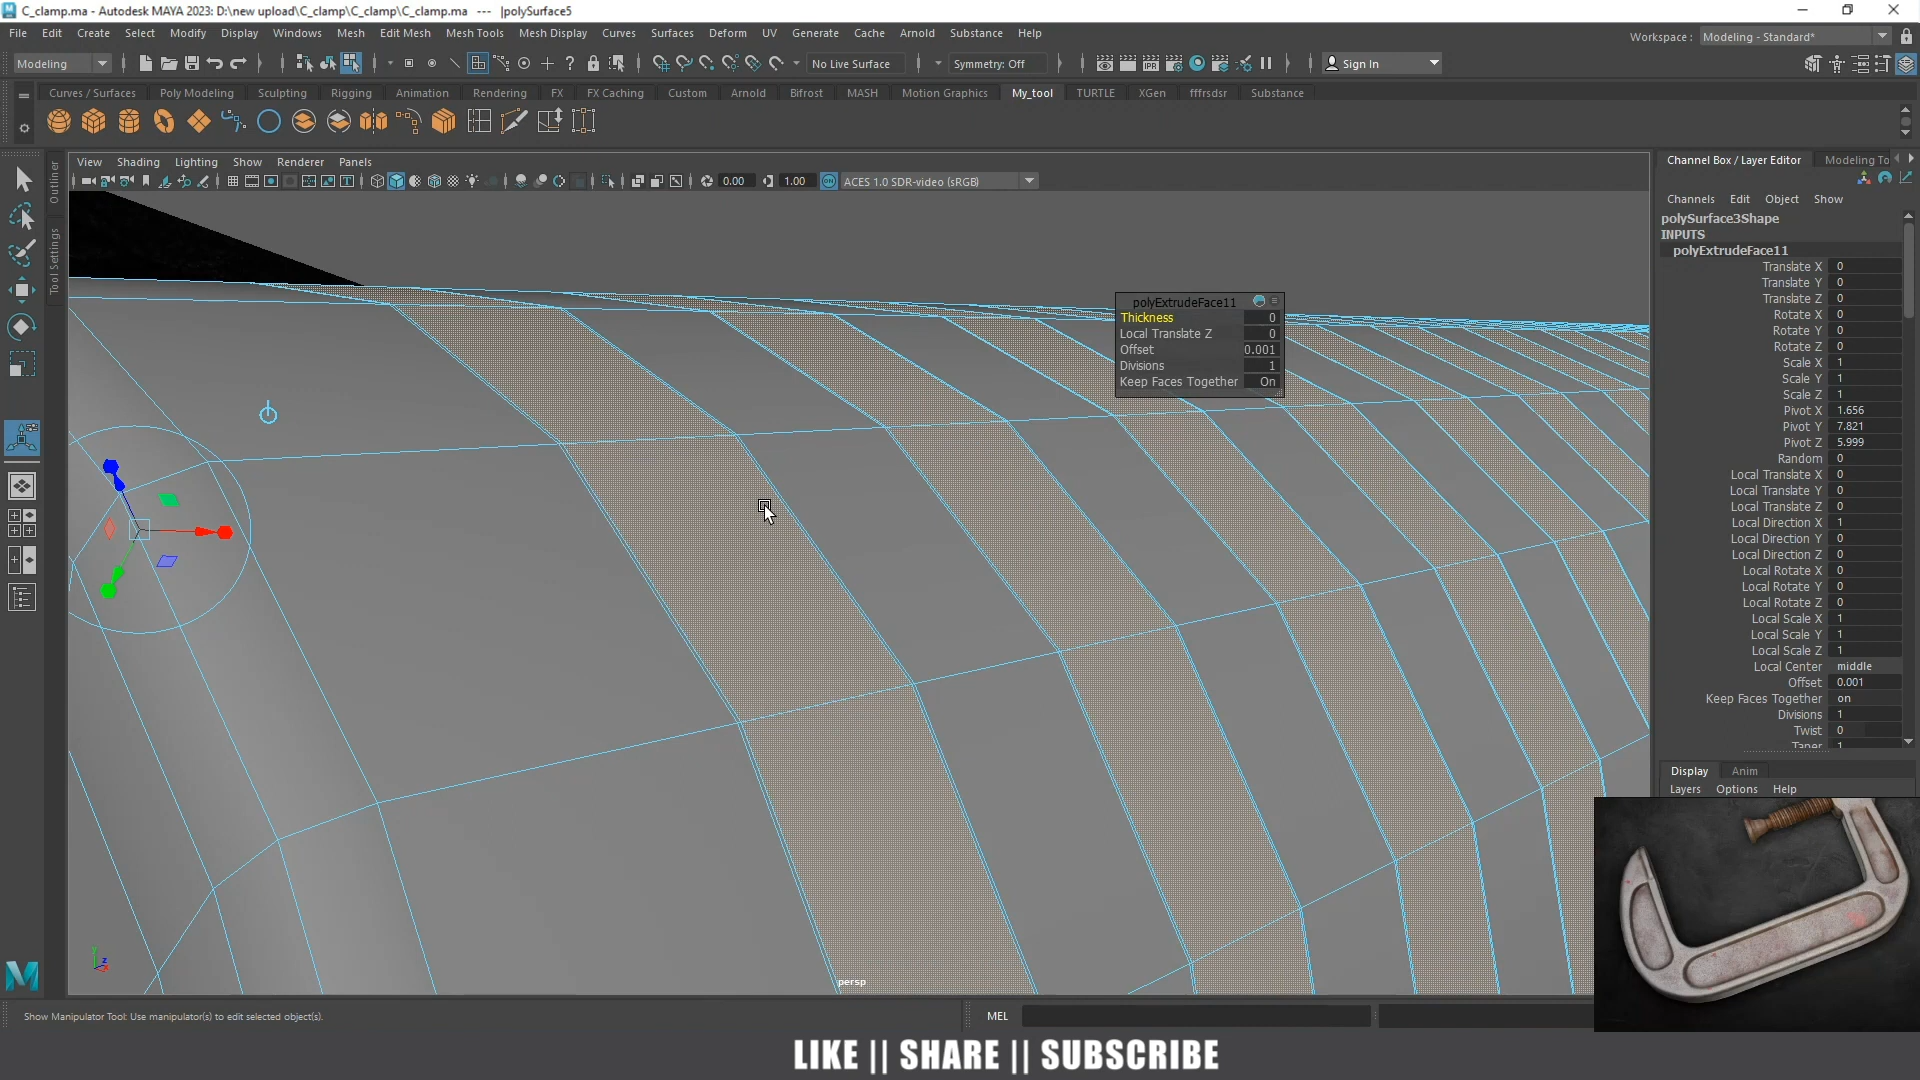 C_clamp.ma - Autodesk MAYA 2023: D:\new upload\C_clamp\C_clamp\C_clamp.ma --- |polySurface5
File Edit Create Select Modify Display Windows Mesh Edit Mesh Mesh Tools Mesh Display Curves Surfaces Deform UV Generate Cache Arnold Substance Help
Workspace : Modeling - Standard*
Modeling No Live Surface Symmetry: Off Sign In
Curves / Surfaces Poly Modeling Sculpting Rigging Animation Rendering FX FX Caching Custom Arnold Bifrost MASH Motion Graphics My_tool TURTLE XGen fffrsdsr Substance
View Shading Lighting Show Renderer Panels
0.00 1.00 ON ACES 1.0 SDR-video (sRGB)
Outliner
Tool Settings
polyExtrudeFace11
Thickness 0
Local Translate Z 0
Offset 0.001
Divisions 1
Keep Faces Together On
persp
Channel Box / Layer Editor Modeling To
Channels Edit Object Show
polySurface3Shape
INPUTS
polyExtrudeFace11
Translate X 0
Translate Y 0
Translate Z 0
Rotate X 0
Rotate Y 0
Rotate Z 0
Scale X 1
Scale Y 1
Scale Z 1
Pivot X 1.656
Pivot Y 7.821
Pivot Z 5.999
Random 0
Local Translate X 0
Local Translate Y 0
Local Translate Z 0
Local Direction X 1
Local Direction Y 0
Local Direction Z 0
Local Rotate X 0
Local Rotate Y 0
Local Rotate Z 0
Local Scale X 1
Local Scale Y 1
Local Scale Z 1
Local Center middle
Offset 0.001
Keep Faces Together on
Divisions 1
Twist 0
Taper 1
Display Anim
Layers Options Help
Show Manipulator Tool: Use manipulator(s) to edit selected object(s).
MEL
LIKE || SHARE || SUBSCRIBE